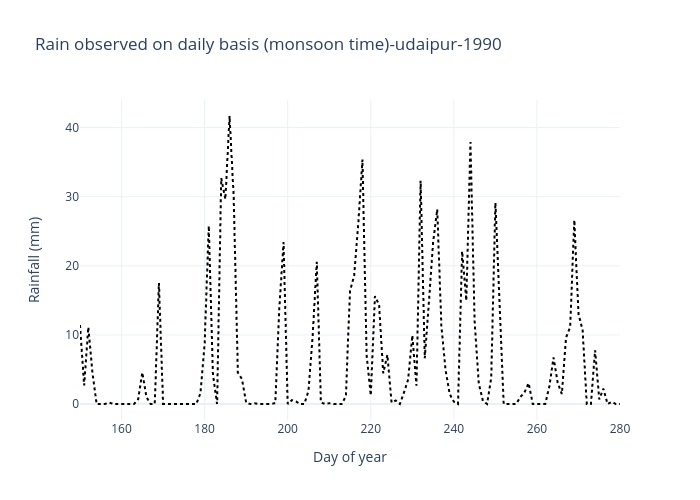 Rain observed on daily basis (monsoon time)-udaipur-1990
40
30
20
10
0
Rainfall (mm)
160 180 200 220 240 260 280
Day of year